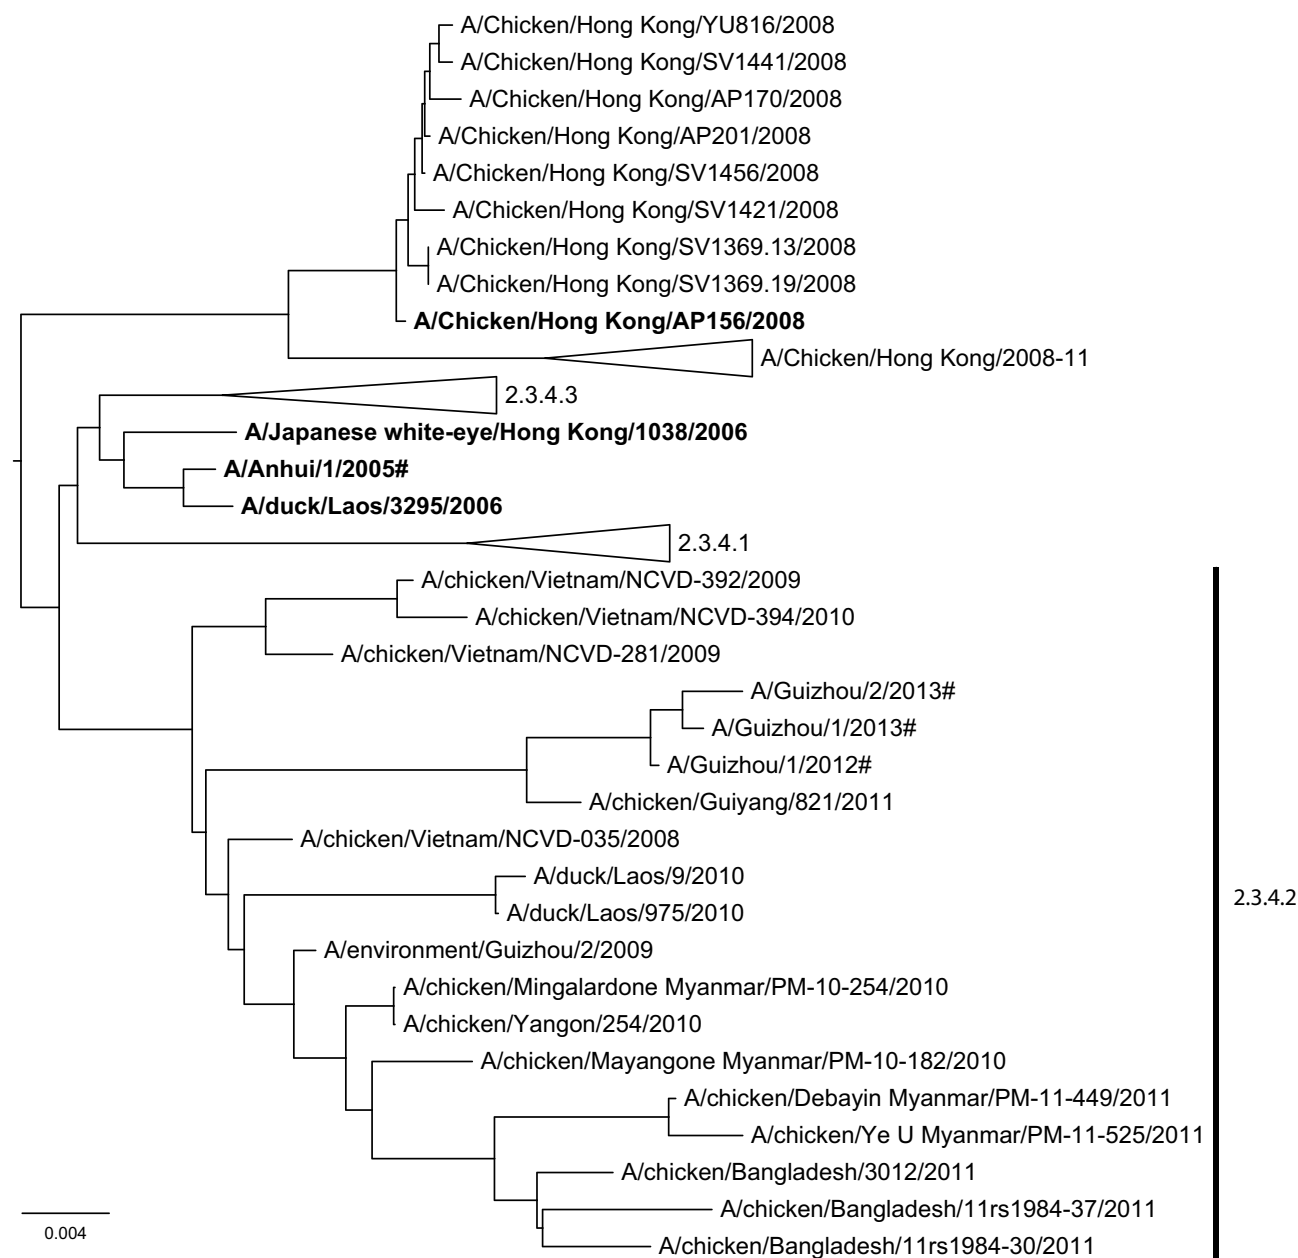 A/Chicken/Hong Kong/YU816/2008
A/Chicken/Hong Kong/SV1441/2008
A/Chicken/Hong Kong/AP170/2008
A/Chicken/Hong Kong/AP201/2008
A/Chicken/Hong Kong/SV1456/2008
A/Chicken/Hong Kong/SV1421/2008
A/Chicken/Hong Kong/SV1369.13/2008
A/Chicken/Hong Kong/SV1369.19/2008
A/Chicken/Hong Kong/AP156/2008
A/Chicken/Hong Kong/2008-11
2.3.4.3
A/Japanese white-eye/Hong Kong/1038/2006
A/Anhui/1/2005#
A/duck/Laos/3295/2006
2.3.4.1
A/chicken/Vietnam/NCVD-392/2009
A/chicken/Vietnam/NCVD-394/2010
A/chicken/Vietnam/NCVD-281/2009
A/Guizhou/2/2013#
A/Guizhou/1/2013#
A/Guizhou/1/2012#
A/chicken/Guiyang/821/2011
A/chicken/Vietnam/NCVD-035/2008
A/duck/Laos/9/2010
2.3.4.2
A/duck/Laos/975/2010
A/environment/Guizhou/2/2009
A/chicken/Mingalardone Myanmar/PM-10-254/2010
A/chicken/Yangon/254/2010
A/chicken/Mayangone Myanmar/PM-10-182/2010
A/chicken/Debayin Myanmar/PM-11-449/2011
A/chicken/Ye U Myanmar/PM-11-525/2011
A/chicken/Bangladesh/3012/2011
A/chicken/Bangladesh/11rs1984-37/2011
0.004
A/chicken/Bangladesh/11rs1984-30/2011